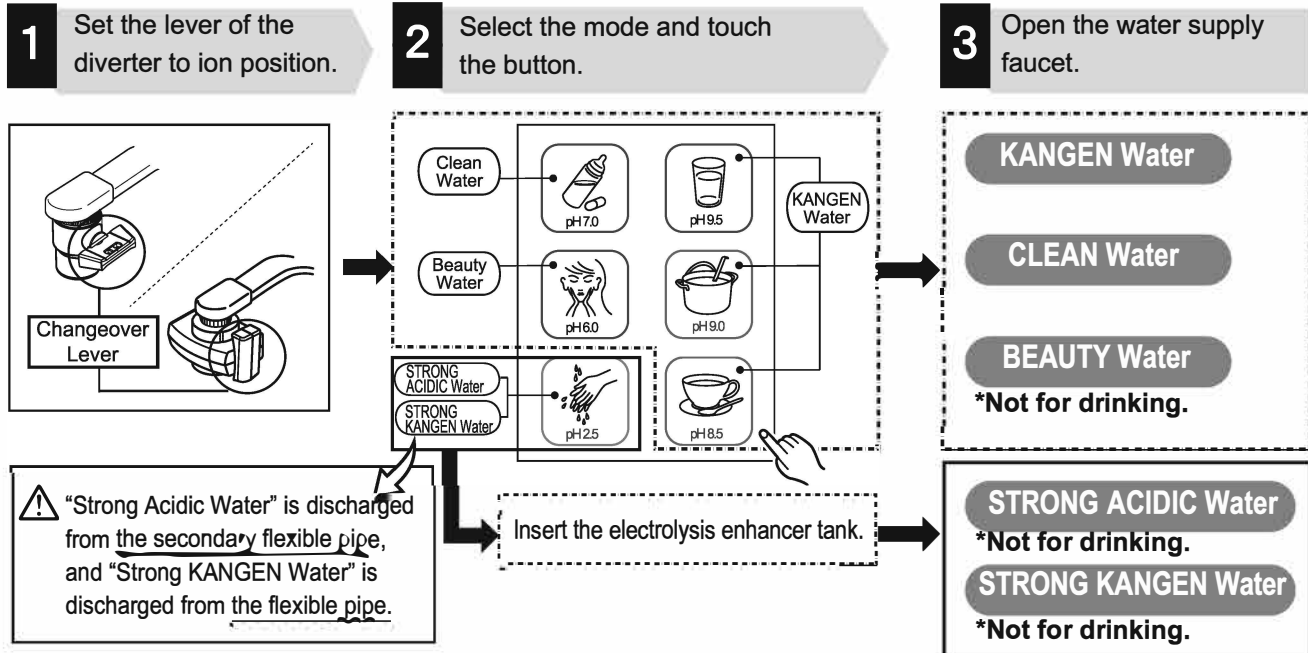 1
Set the lever of the
diverter to ion position.
2
Select the mode and touch
the button.
3
Open the water supply
faucet.
Changeover
Lever
Clean
Water
pH7.0
pH9.5
KANGEN
Water
Beauty
Water
pH6.0
pH9.0
STRONG
ACIDIC Water
STRONG
KANGEN Water
pH2.5
pH8.5
KANGEN Water
CLEAN Water
BEAUTY Water
*Not for drinking.
"Strong Acidic Water" is discharged
from the secondary flexible pipe,
and "Strong KANGEN Water" is
discharged from the flexible pipe.
Insert the electrolysis enhancer tank.
STRONG ACIDIC Water
*Not for drinking.
STRONG KANGEN Water
*Not for drinking.